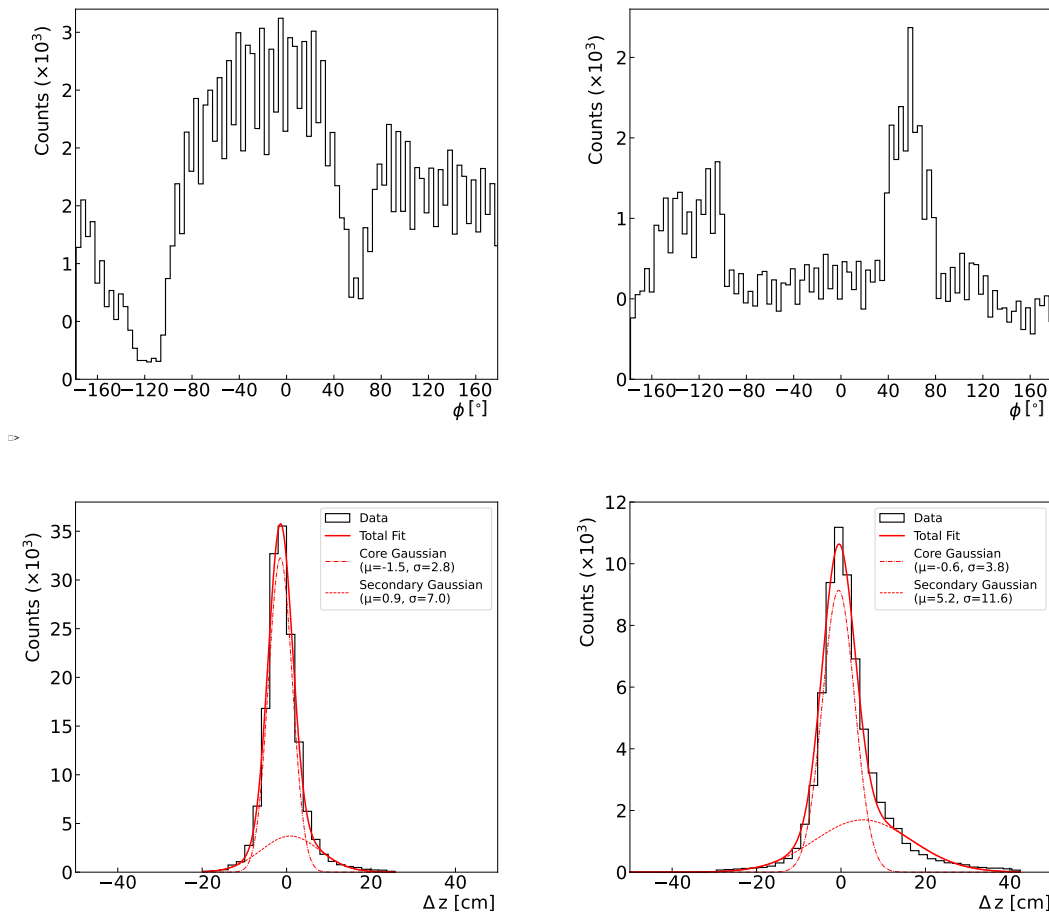 Counts (×10³)
3
2
2
2
1
0
0
−160 −120 −80 −40 0 40 80 120 160
ϕ [°]
Counts (×10³)
2
2
1
0
0
−160 −120 −80 −40 0 40 80 120 160
ϕ [°]
□>
Counts (×10³)
35
30
25
20
15
10
5
0
−40 −20 0 20 40
Δ z [cm]
Data
Total Fit
Core Gaussian
(μ=-1.5, σ=2.8)
Secondary Gaussian
(μ=0.9, σ=7.0)
Counts (×10³)
12
10
8
6
4
2
0
−40 −20 0 20 40
Δ z [cm]
Data
Total Fit
Core Gaussian
(μ=-0.6, σ=3.8)
Secondary Gaussian
(μ=5.2, σ=11.6)